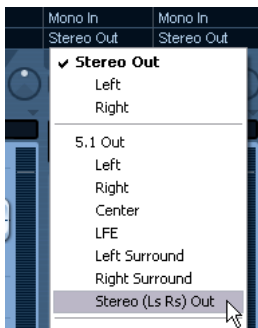 Mono In Mono In
Stereo Out Stereo Out
Stereo Out
Left
Right
5.1 Out
Left
Right
Center
LFE
Left Surround
Right Surround
Stereo (Ls Rs) Out